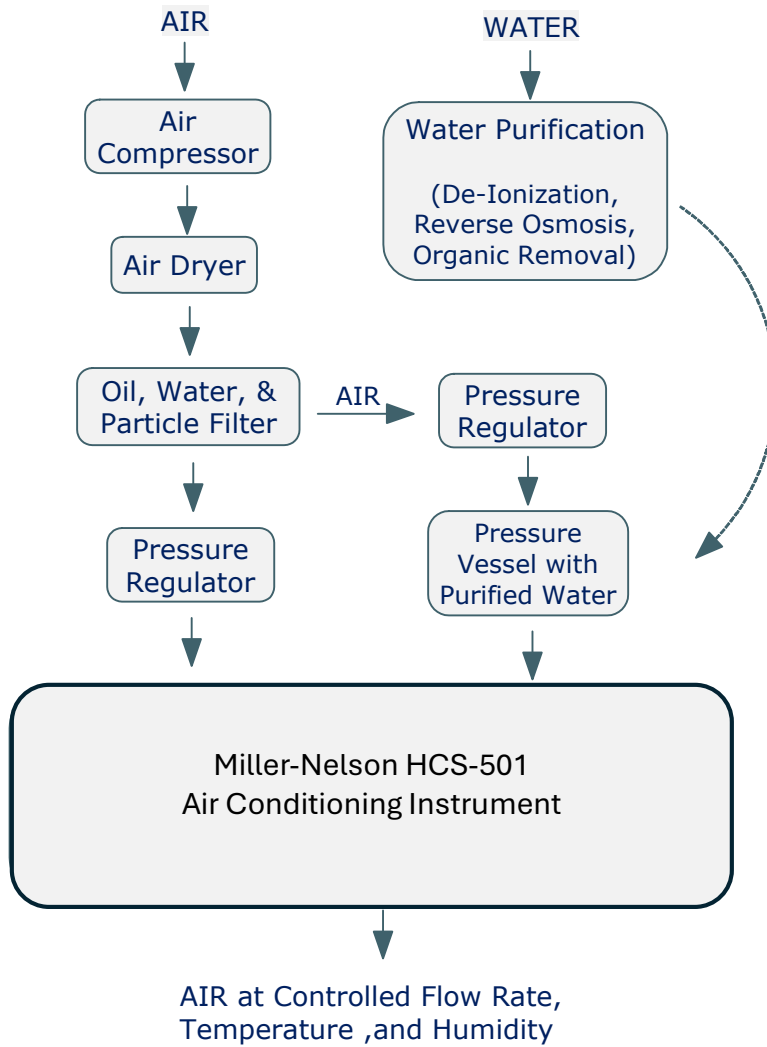 AIR
WATER
Air
Compressor
Water Purification
(De-Ionization,
Reverse Osmosis,
Organic Removal)
Air Dryer
Oil, Water, &
Particle Filter
AIR
Pressure
Regulator
Pressure
Regulator
Pressure
Vessel with
Purified Water
Miller-Nelson HCS-501
Air Conditioning Instrument
AIR at Controlled Flow Rate,
Temperature ,and Humidity